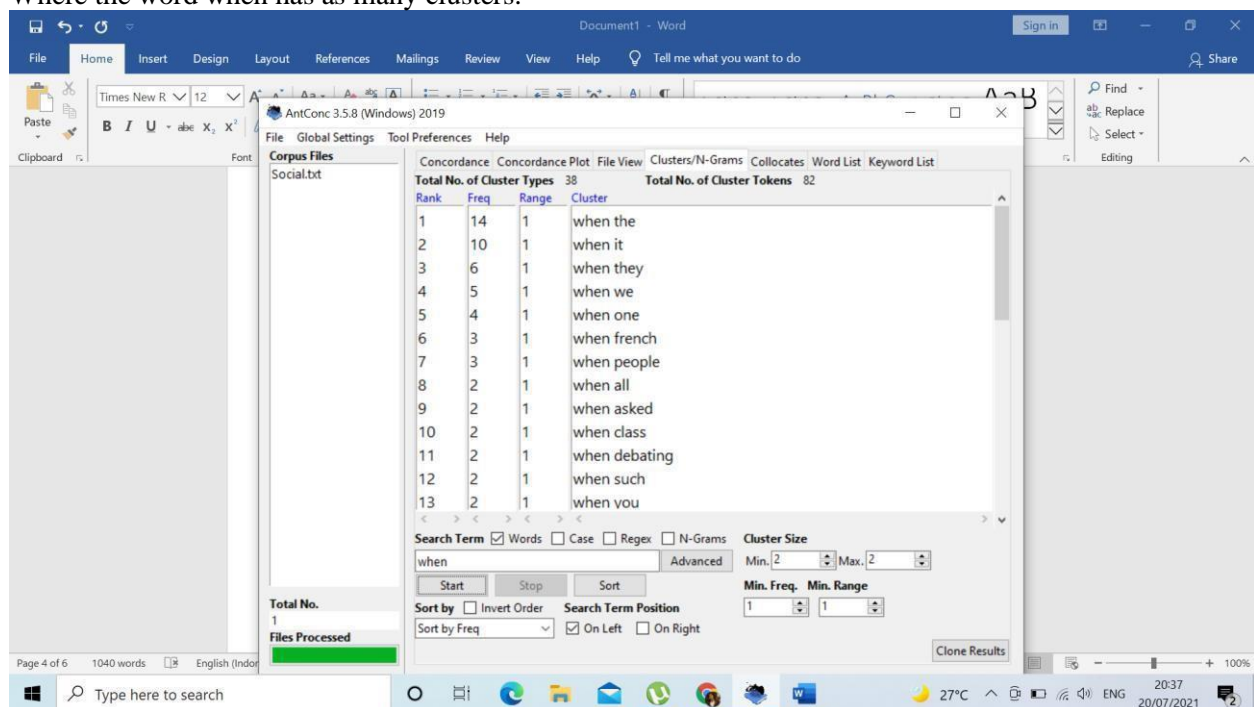 Where the word when has as many clusters.
Document1 - Word
Sign in
File Home Insert Design Layout References Mailings Review View Help Tell me what you want to do
Share
Paste
Times New R 12
B I U abc X₂ X²
Clipboard
Font
Find
Replace
Select
Editing
AntConc 3.5.8 (Windows) 2019
File Global Settings Tool Preferences Help
Corpus Files
Social.txt
Concordance Concordance Plot File View Clusters/N-Grams Collocates Word List Keyword List
Total No. of Cluster Types 38 Total No. of Cluster Tokens 82
Rank Freq Range Cluster
1 14 1 when the
2 10 1 when it
3 6 1 when they
4 5 1 when we
5 4 1 when one
6 3 1 when french
7 3 1 when people
8 2 1 when all
9 2 1 when asked
10 2 1 when class
11 2 1 when debating
12 2 1 when such
13 2 1 when you
Search Term Words Case Regex N-Grams Cluster Size
when Advanced Min. 2 Max. 2
Start Stop Sort Min. Freq. Min. Range
Sort by Invert Order Search Term Position 1 1
Sort by Freq On Left On Right
Total No.
1
Files Processed
Clone Results
Page 4 of 6 1040 words English (Indor
100%
Type here to search
27°C ENG 20:37
20/07/2021
2